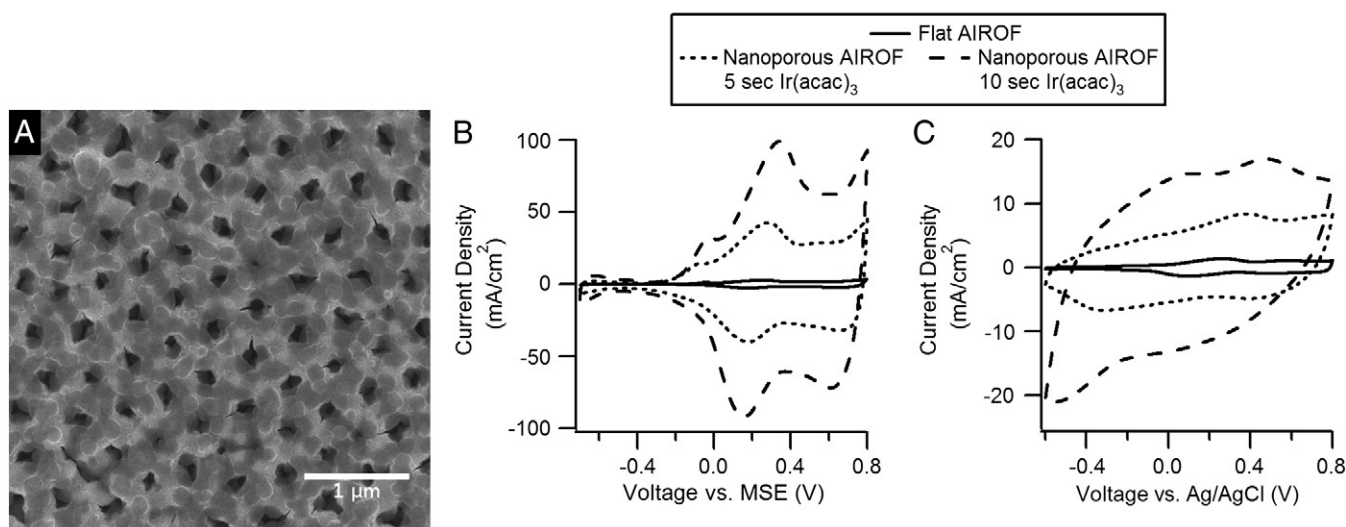 Flat AIROF
Nanoporous AIROF
5 sec Ir(acac)3
Nanoporous AIROF
10 sec Ir(acac)3
A
1 μm
B
100
50
0
-50
-100
Current Density
(mA/cm2)
-0.4
0.0
0.4
0.8
Voltage vs. MSE (V)
C
20
10
0
-10
-20
Current Density
(mA/cm2)
-0.4
0.0
0.4
0.8
Voltage vs. Ag/AgCl (V)